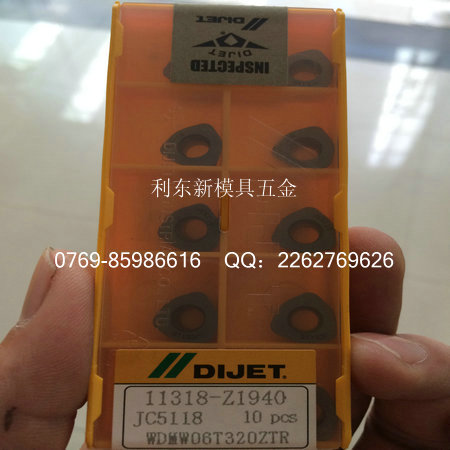 DIJET
DIJET
INSPECTED
利东新模具五金
0769-85986616 QQ：2262769626
DIJET
11318-Z1940
JC5118 10 pcs
WDMW06T320ZTR